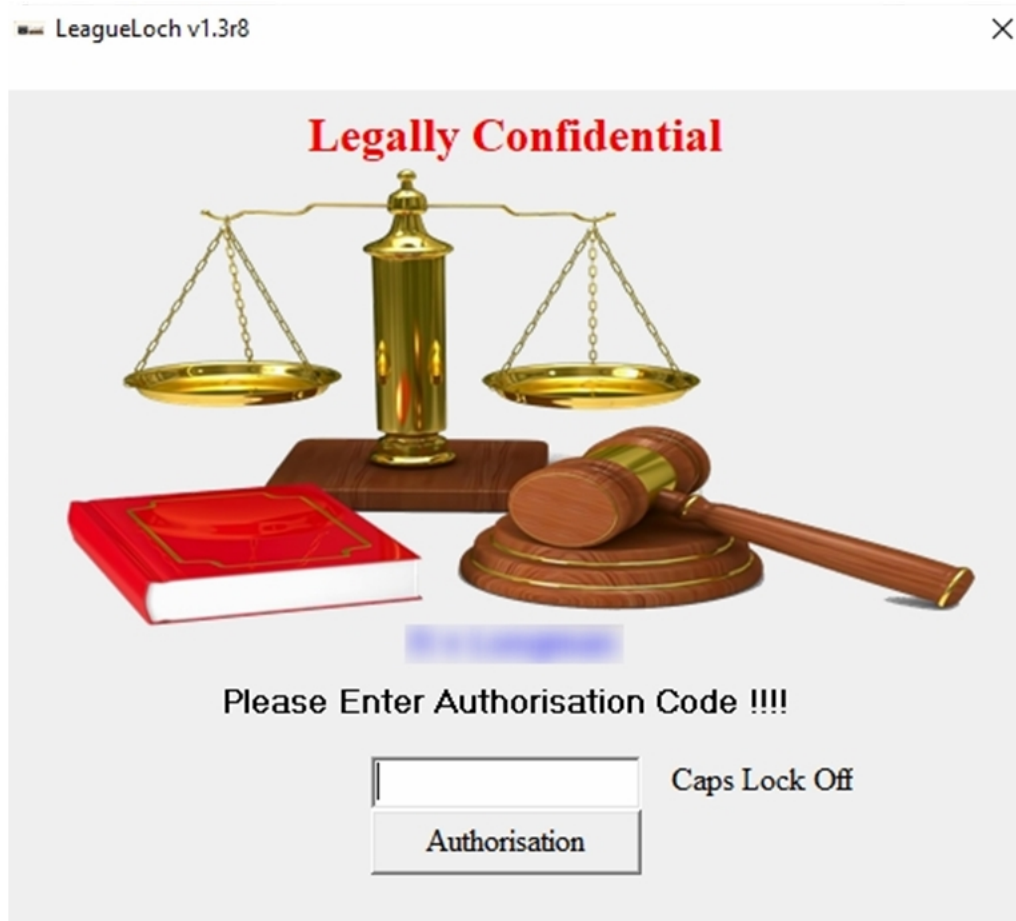 LeagueLoch v1.3r8
Legally Confidential
Please Enter Authorisation Code !!!!
Caps Lock Off
Authorisation